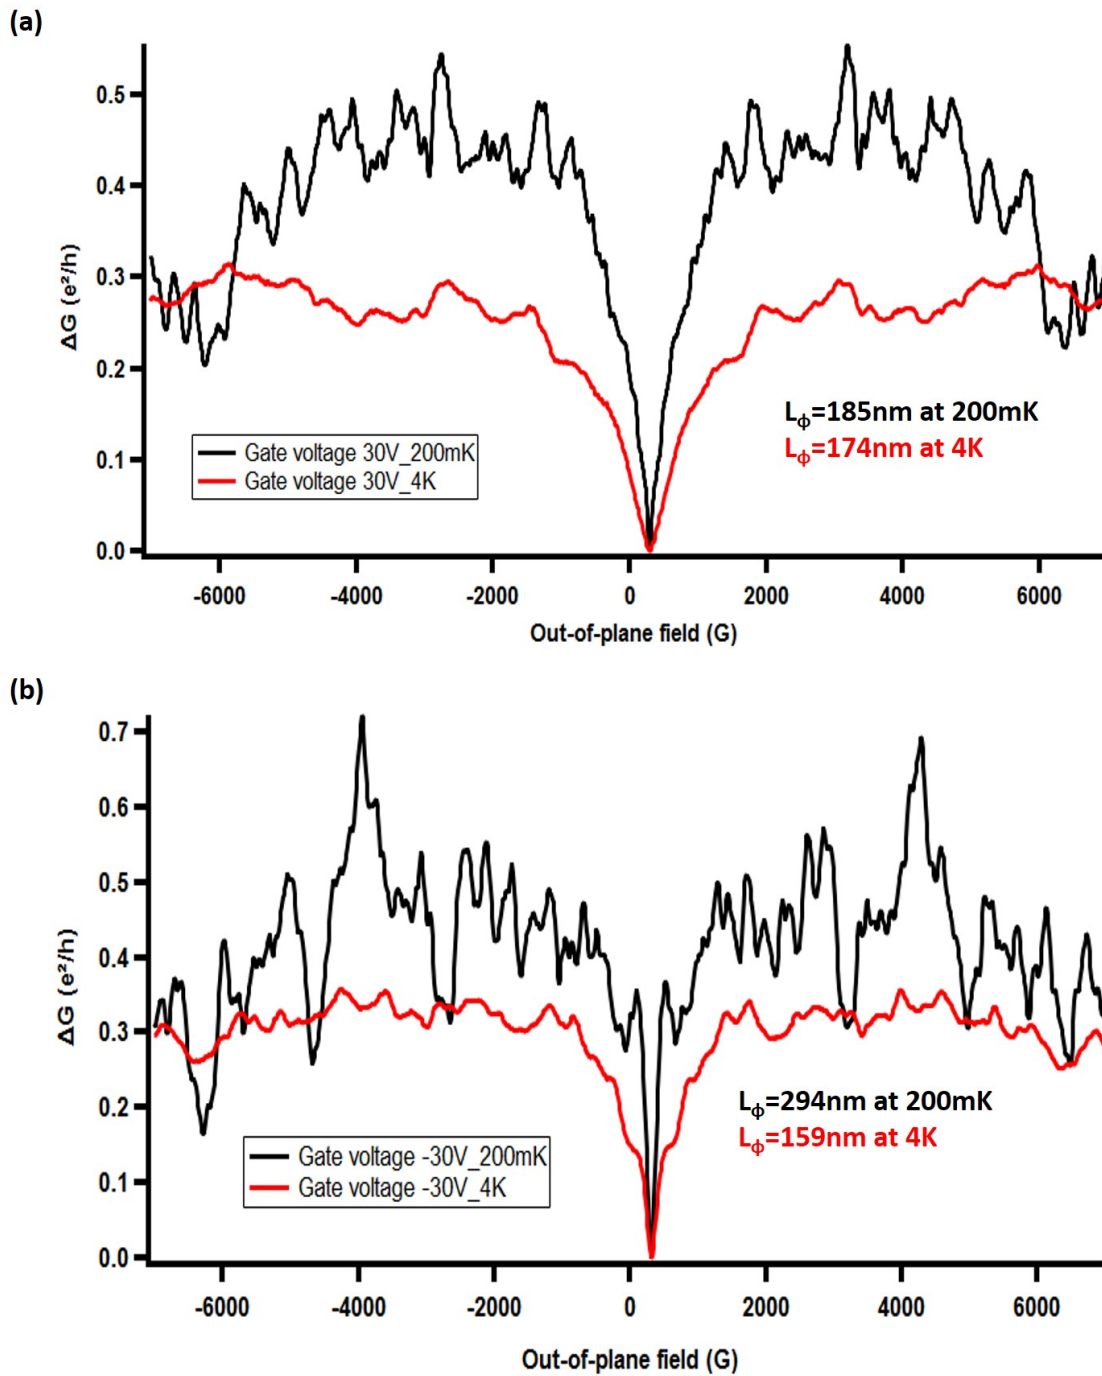 (a)
0.5
0.4
0.3
0.2
0.1
0.0
ΔG (e²/h)
Lϕ=185nm at 200mK
Lϕ=174nm at 4K
Gate voltage 30V_200mK
Gate voltage 30V_4K
-6000 -4000 -2000 0 2000 4000 6000
Out-of-plane field (G)
(b)
0.7
0.6
0.5
0.4
0.3
0.2
0.1
0.0
ΔG (e²/h)
Lϕ=294nm at 200mK
Lϕ=159nm at 4K
Gate voltage -30V_200mK
Gate voltage -30V_4K
-6000 -4000 -2000 0 2000 4000 6000
Out-of-plane field (G)